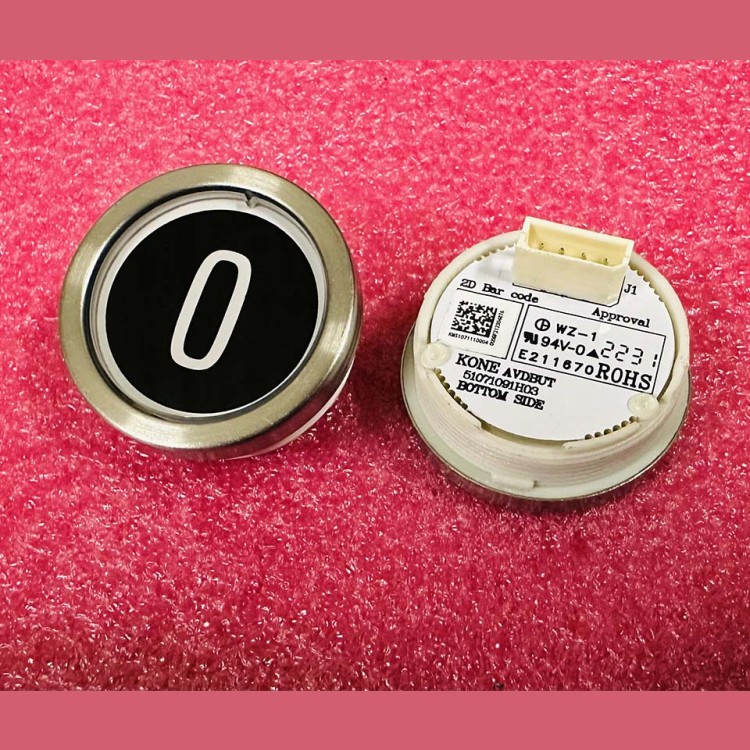 0
J1
2D Bar code
Approval
WZ-1
94V-0 2231
E211670 ROHS
KONE AVDBUT
51071091H03
BOTTOM SIDE